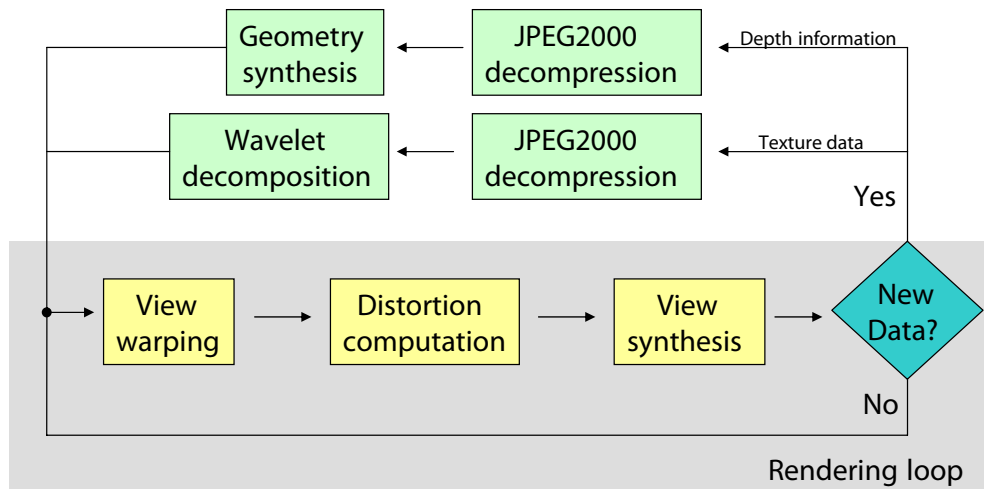 Geometry
synthesis
JPEG2000
decompression
Depth information
Wavelet
decomposition
JPEG2000
decompression
Texture data
Yes
View
warping
Distortion
computation
View
synthesis
New
Data?
No
Rendering loop